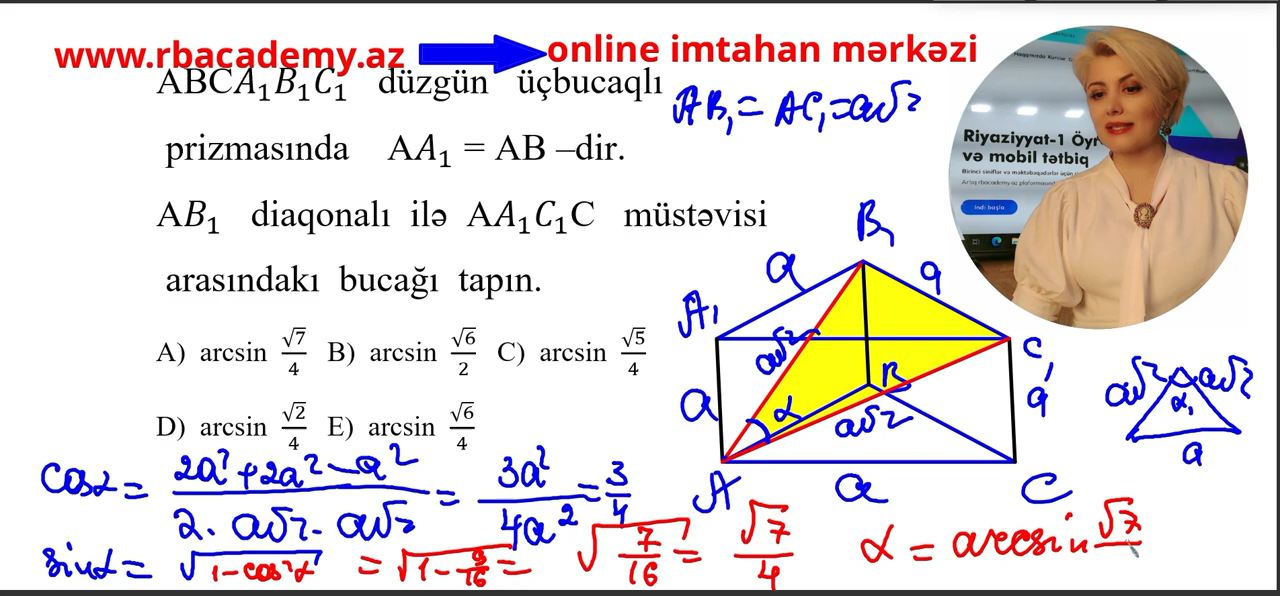 www.rbacademy.az online imtahan mərkəzi
ABCA₁B₁C₁ düzgün üçbucaqlı
prizmasında AA₁ = AB –dir.
AB₁ diaqonalı ilə AA₁C₁C müstəvisi
arasındakı bucağı tapın.
A) arcsin √7/4 B) arcsin √6/2 C) arcsin √5/4
D) arcsin √2/4 E) arcsin √6/4
AB₁ = AC₁ = a√2
Riyaziyyat-1 Öyr
və mobil tətbiq
İndi başla
B₁
a a
A₁
a√2
C₁
a B a
α
a√2
A a C
a√2 a√2
α
a
cosα = (2a² + 2a² − a²)/(2 · a√2 · a√2) = 3a²/4a² = 3/4
sinα = √(1−cos²α) = √(1 − 9/16) = √(7/16) = √7/4
α = arcsin √7/